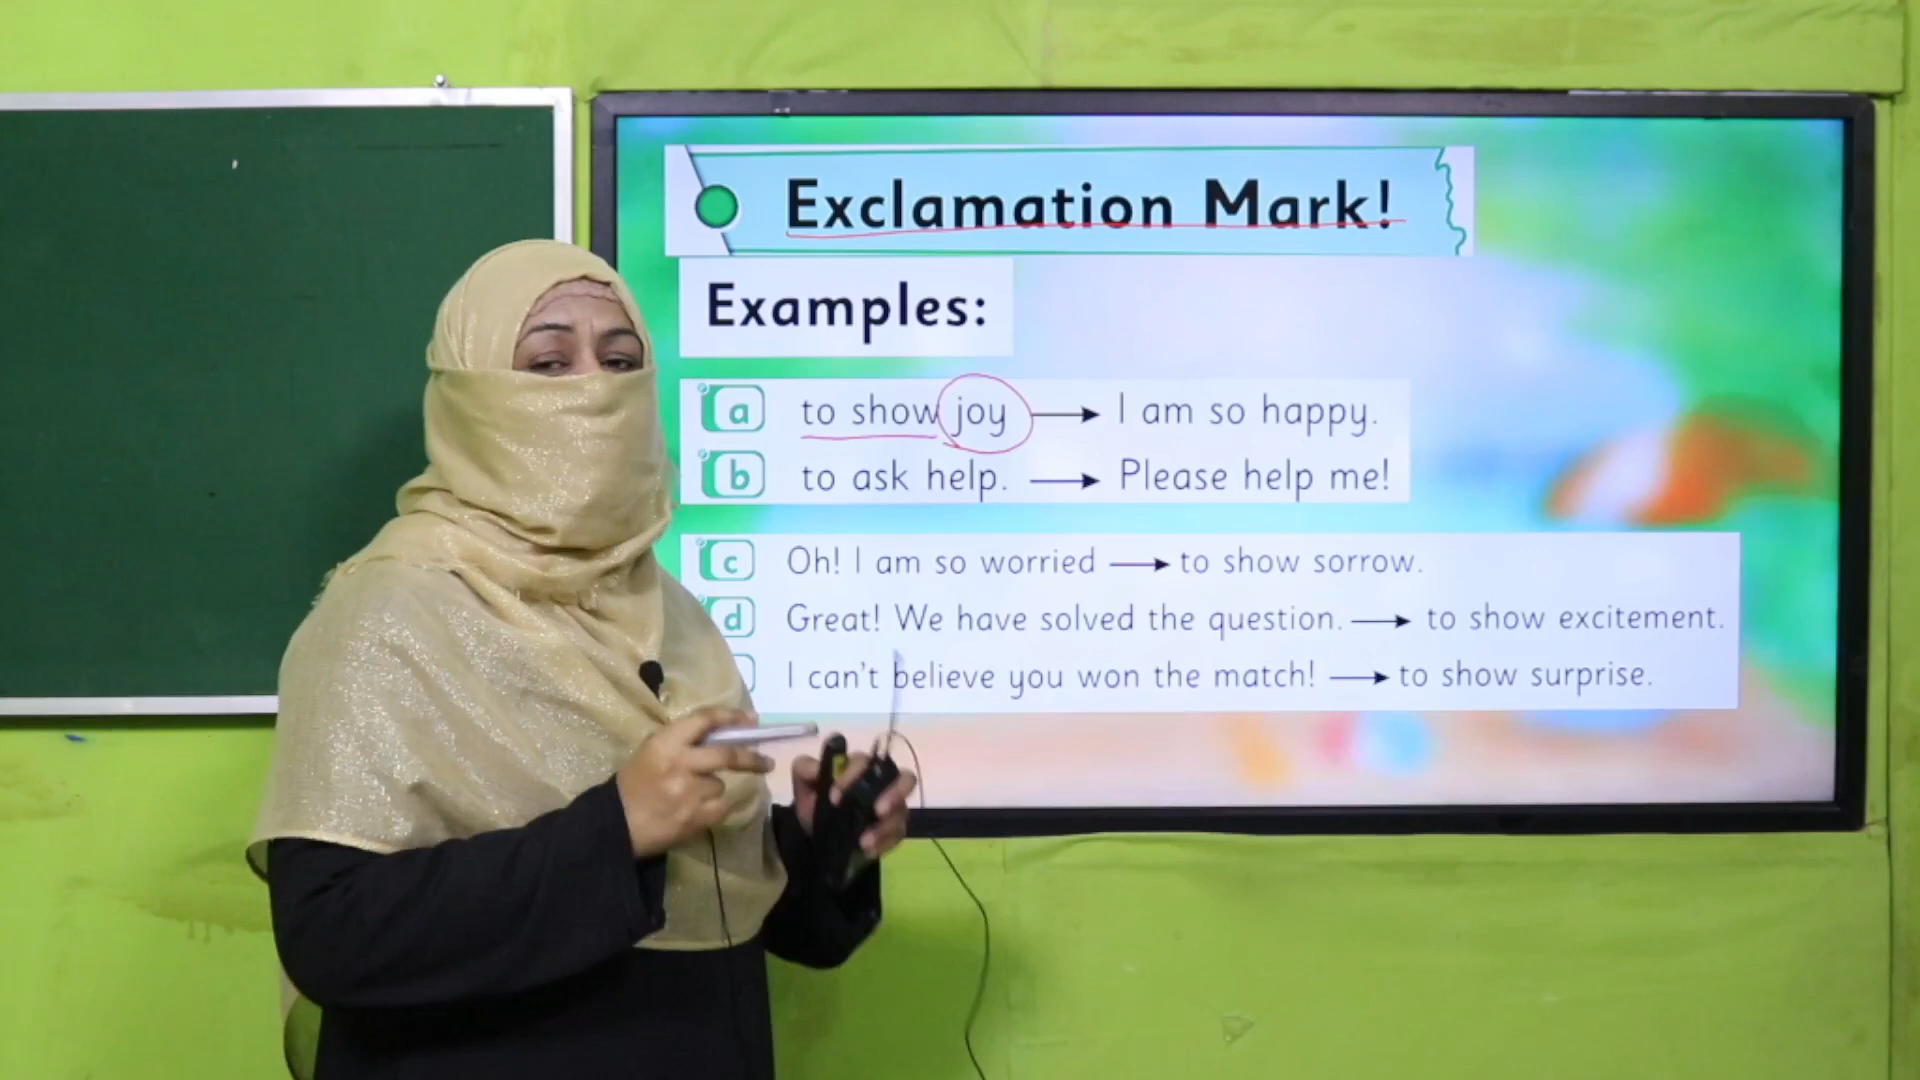 Exclamation Mark!
Examples:
a to show joy → I am so happy.
b to ask help. → Please help me!
c Oh! I am so worried → to show sorrow.
d Great! We have solved the question. → to show excitement.
I can't believe you won the match! → to show surprise.